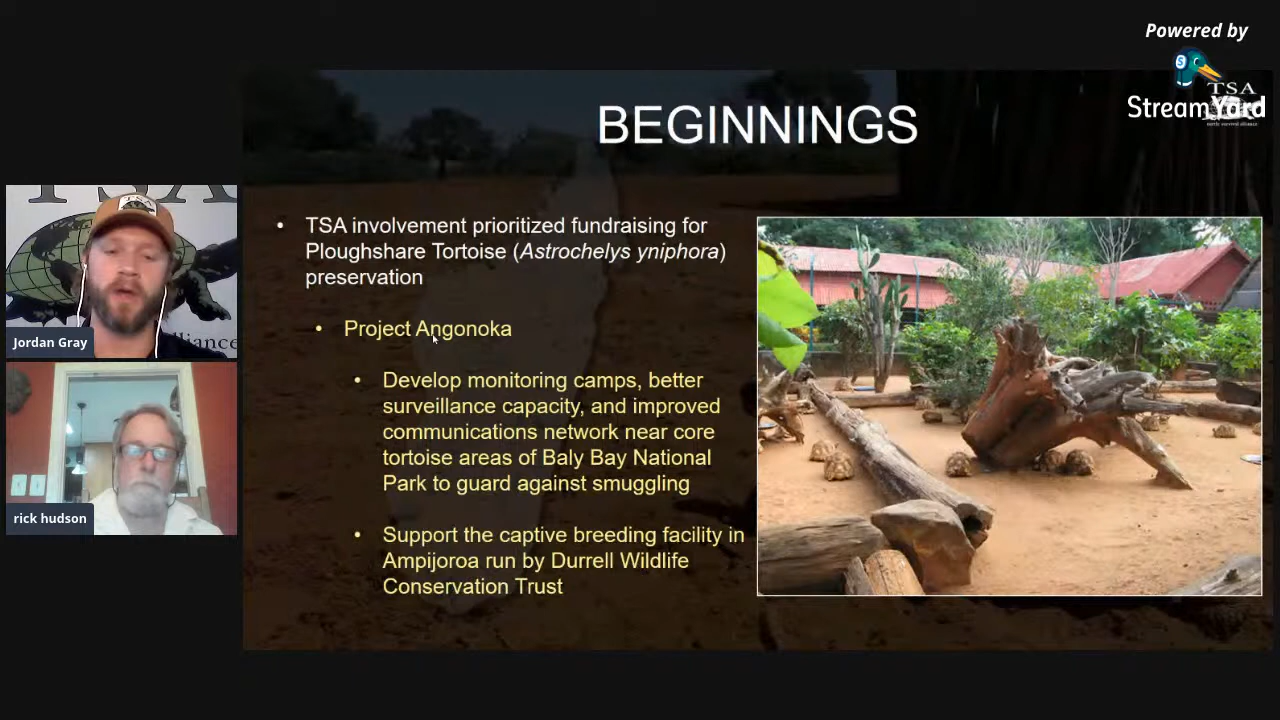 Powered by
StreamYard
TSA
BEGINNINGS
• TSA involvement prioritized fundraising for
Ploughshare Tortoise (Astrochelys yniphora)
preservation
• Project Angonoka
• Develop monitoring camps, better
surveillance capacity, and improved
communications network near core
tortoise areas of Baly Bay National
Park to guard against smuggling
• Support the captive breeding facility in
Ampijoroa run by Durrell Wildlife
Conservation Trust
TSA
TSA
lliance
Jordan Gray
rick hudson